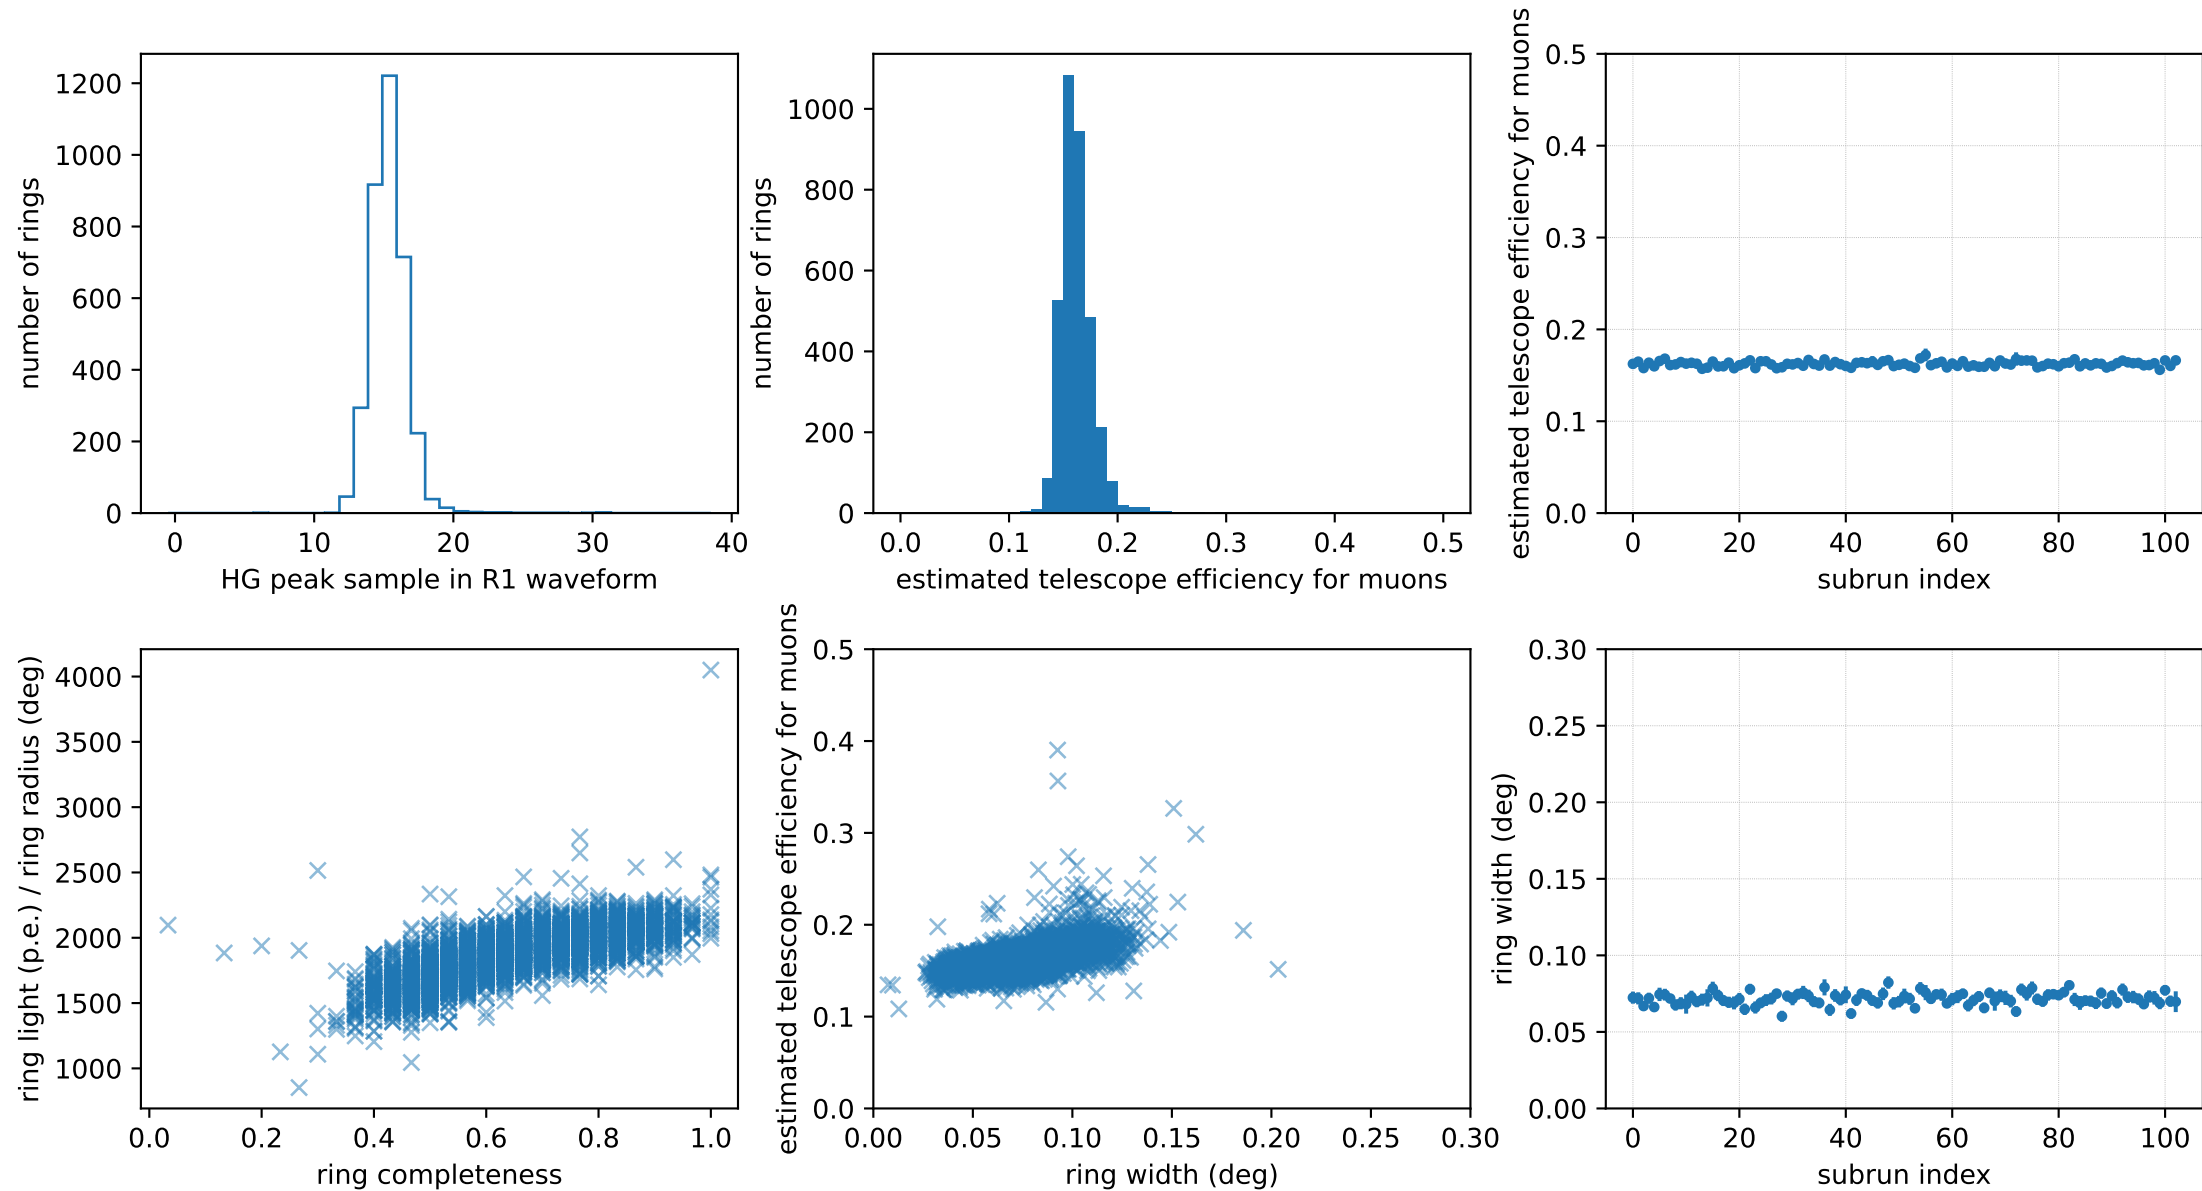 number of rings
1200
1000
800
600
400
200
0
0 10 20 30 40
HG peak sample in R1 waveform
number of rings
1000
800
600
400
200
0
0.0 0.1 0.2 0.3 0.4 0.5
estimated telescope efficiency for muons
estimated telescope efficiency for muons
0.5
0.4
0.3
0.2
0.1
0.0
0 20 40 60 80 100
subrun index
ring light (p.e.) / ring radius (deg)
4000
3500
3000
2500
2000
1500
1000
0.0 0.2 0.4 0.6 0.8 1.0
ring completeness
estimated telescope efficiency for muons
0.5
0.4
0.3
0.2
0.1
0.0
0.00 0.05 0.10 0.15 0.20 0.25 0.30
ring width (deg)
ring width (deg)
0.30
0.25
0.20
0.15
0.10
0.05
0.00
0 20 40 60 80 100
subrun index